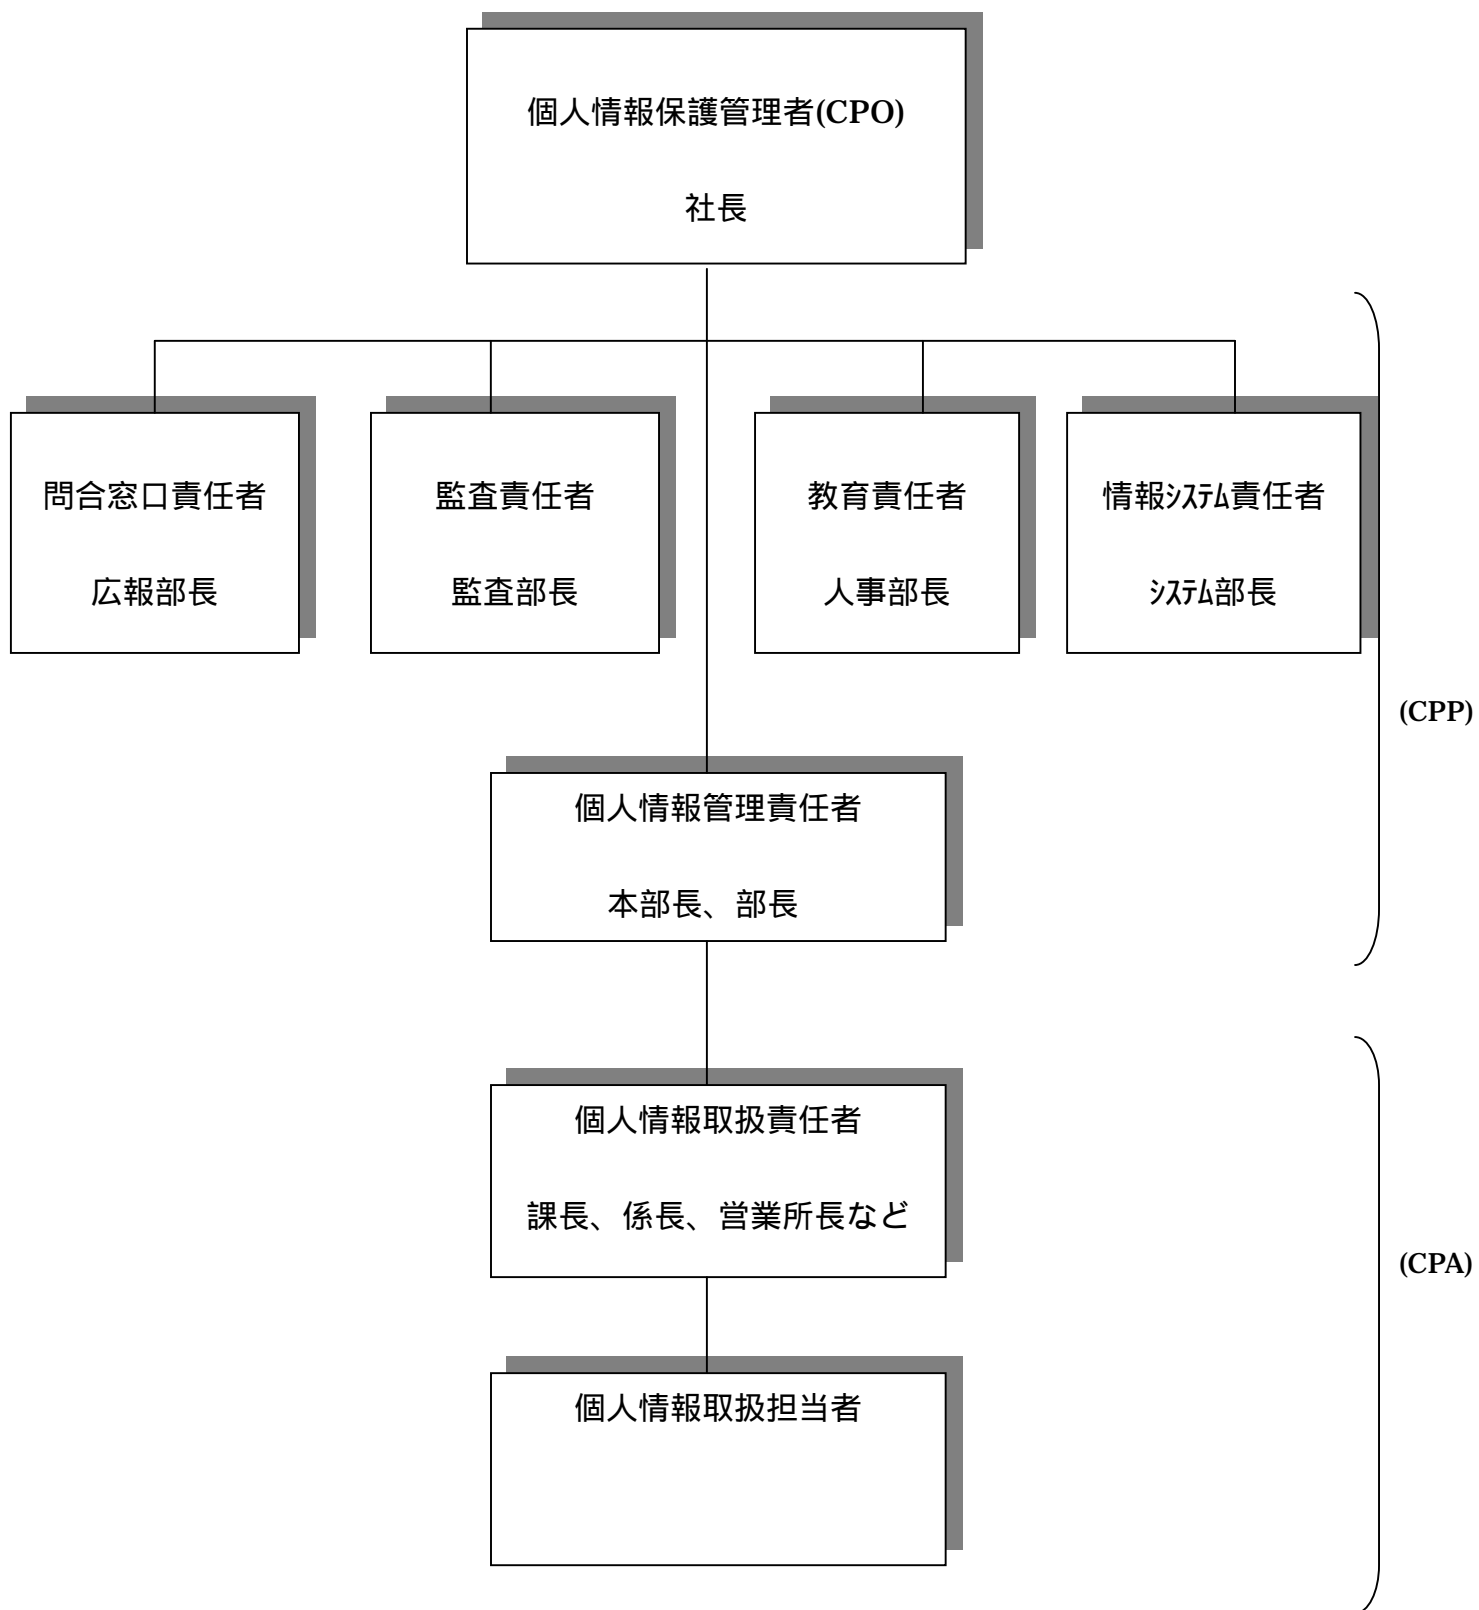 個人情報保護管理者(CPO)
社長
問合窓口責任者
広報部長
監査責任者
監査部長
教育責任者
人事部長
情報ｼｽﾃﾑ責任者
ｼｽﾃﾑ部長
(CPP)
個人情報管理責任者
本部長、部長
個人情報取扱責任者
課長、係長、営業所長など
(CPA)
個人情報取扱担当者